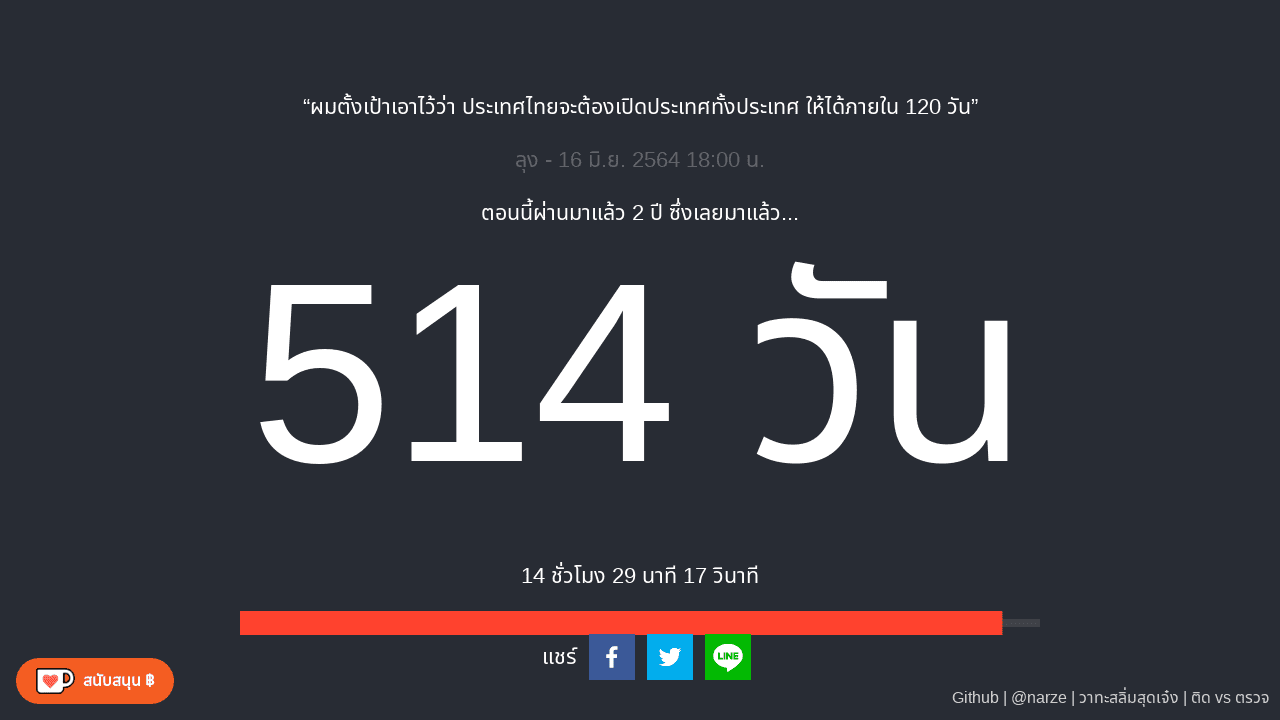 “ผมตั้งเป้าเอาไว้ว่า ประเทศไทยจะต้องเปิดประเทศทั้งประเทศ ให้ได้ภายใน 120 วัน”
ลุง - 16 มิ.ย. 2564 18:00 น.
ตอนนี้ผ่านมาแล้ว 2 ปี ซึ่งเลยมาแล้ว...
514 วัน
14 ชั่วโมง 29 นาที 17 วินาที
แชร์
LINE
สนับสนุน ฿
Github | @narze | วาทะสลิ่มสุดเจ๋ง | ติด vs ตรวจ